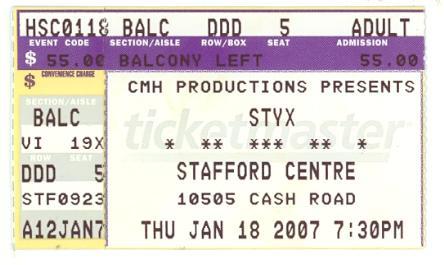 HSC0118 BALC DDD 5 ADULT
EVENT CODE SECTION/AISLE ROW/BOX SEAT ADMISSION
$ 55.00 BALCONY LEFT 55.00
$ CONVENIENCE CHARGE
CMH PRODUCTIONS PRESENTS
SECTION/AISLE
BALC
STYX
ticketmaster
VI 19X
* ** *** ** *
ROW SEAT
DDD 5
STAFFORD CENTRE
STF0923
10505 CASH ROAD
A12JAN7
THU JAN 18 2007 7:30PM